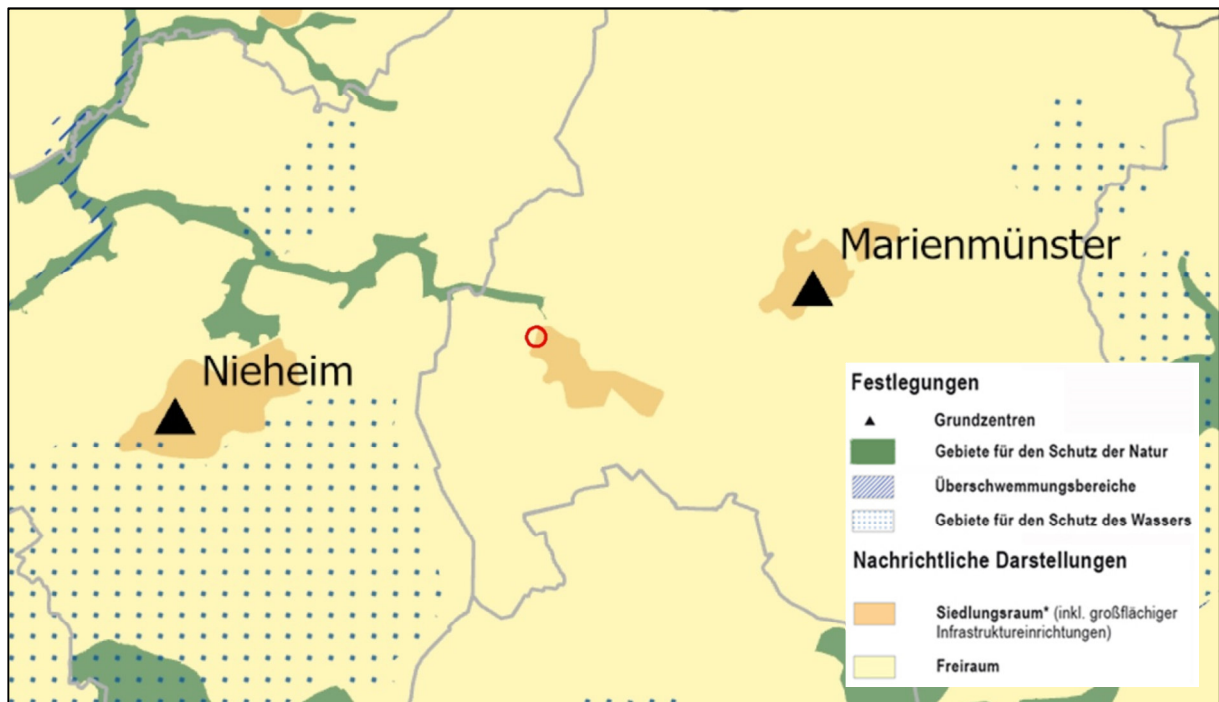 Marienmünster
Nieheim
Festlegungen
Grundzentren
Gebiete für den Schutz der Natur
Überschwemmungsbereiche
Gebiete für den Schutz des Wassers
Nachrichtliche Darstellungen
Siedlungsraum* (inkl. großflächiger
Infrastruktureinrichtungen)
Freiraum